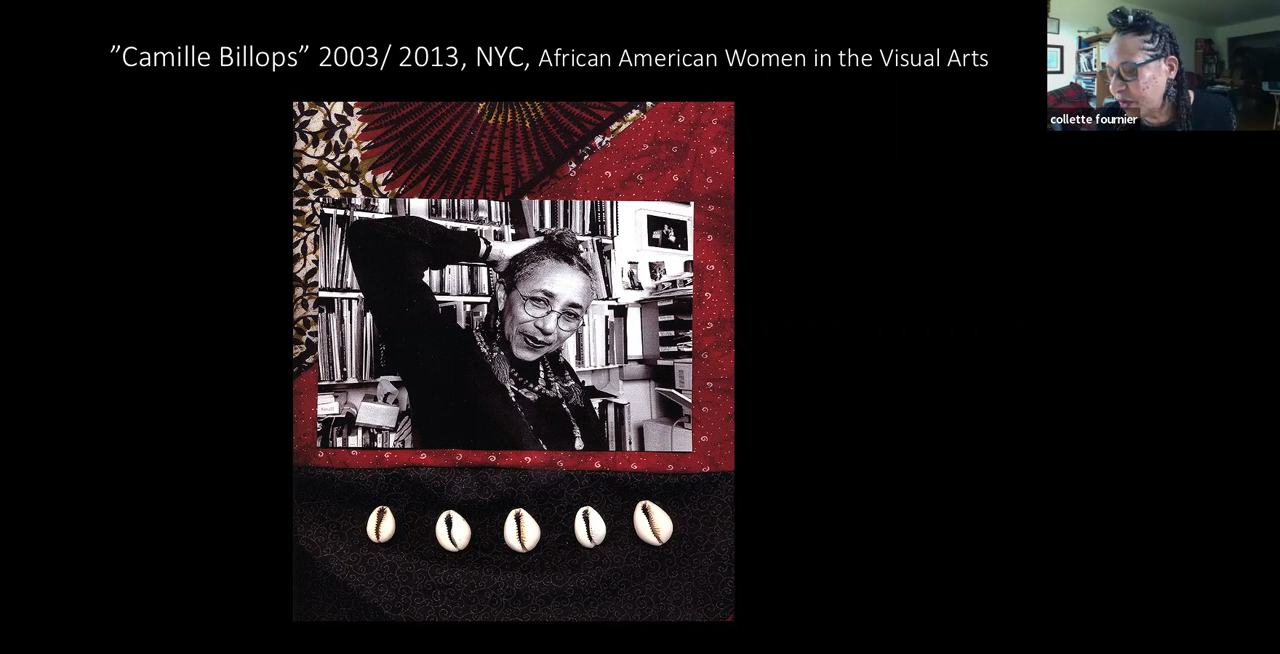 ”Camille Billops” 2003/ 2013, NYC, African American Women in the Visual Arts
collette fournier